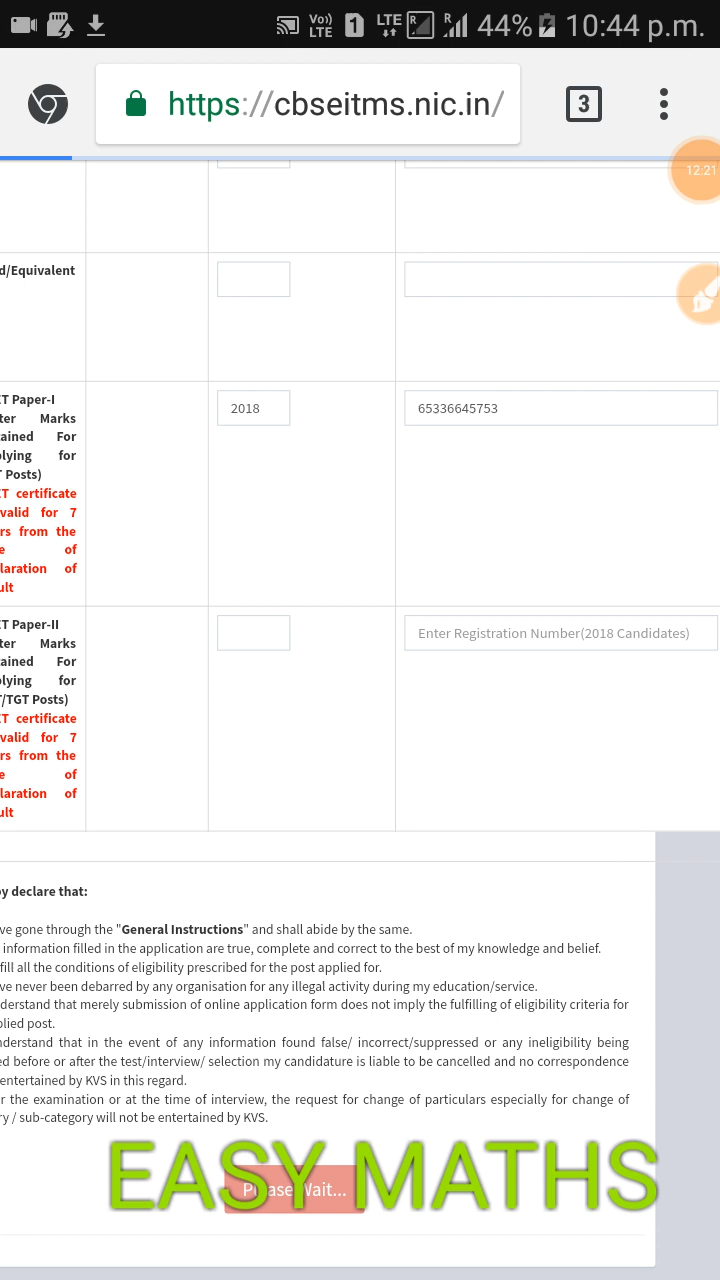 Vo)) LTE 1 LTE R R 44% 10:44 p.m.
https://cbseitms.nic.in/ 3
12:21
d/Equivalent
T Paper-I
ter Marks
ained For
plying for
T Posts)
ET certificate
valid for 7
rs from the
e of
laration of
ult
2018 65336645753
T Paper-II
ter Marks
ained For
plying for
T/TGT Posts)
ET certificate
valid for 7
rs from the
e of
laration of
ult
Enter Registration Number(2018 Candidates)
by declare that:
ve gone through the "General Instructions" and shall abide by the same.
information filled in the application are true, complete and correct to the best of my knowledge and belief.
fill all the conditions of eligibility prescribed for the post applied for.
ve never been debarred by any organisation for any illegal activity during my education/service.
derstand that merely submission of online application form does not imply the fulfilling of eligibility criteria for
plied post.
nderstand that in the event of any information found false/ incorrect/suppressed or any ineligibility being
ed before or after the test/interview/ selection my candidature is liable to be cancelled and no correspondence
entertained by KVS in this regard.
r the examination or at the time of interview, the request for change of particulars especially for change of
ry / sub-category will not be entertained by KVS.
Please Wait...
EASY MATHS